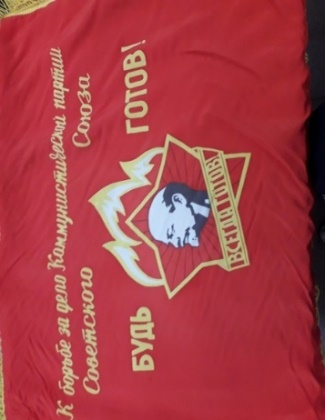 К борьбе за дело Коммунистической партии
Советского Союза
БУДЬ ГОТОВ!
ВСЕГДА ГОТОВ!